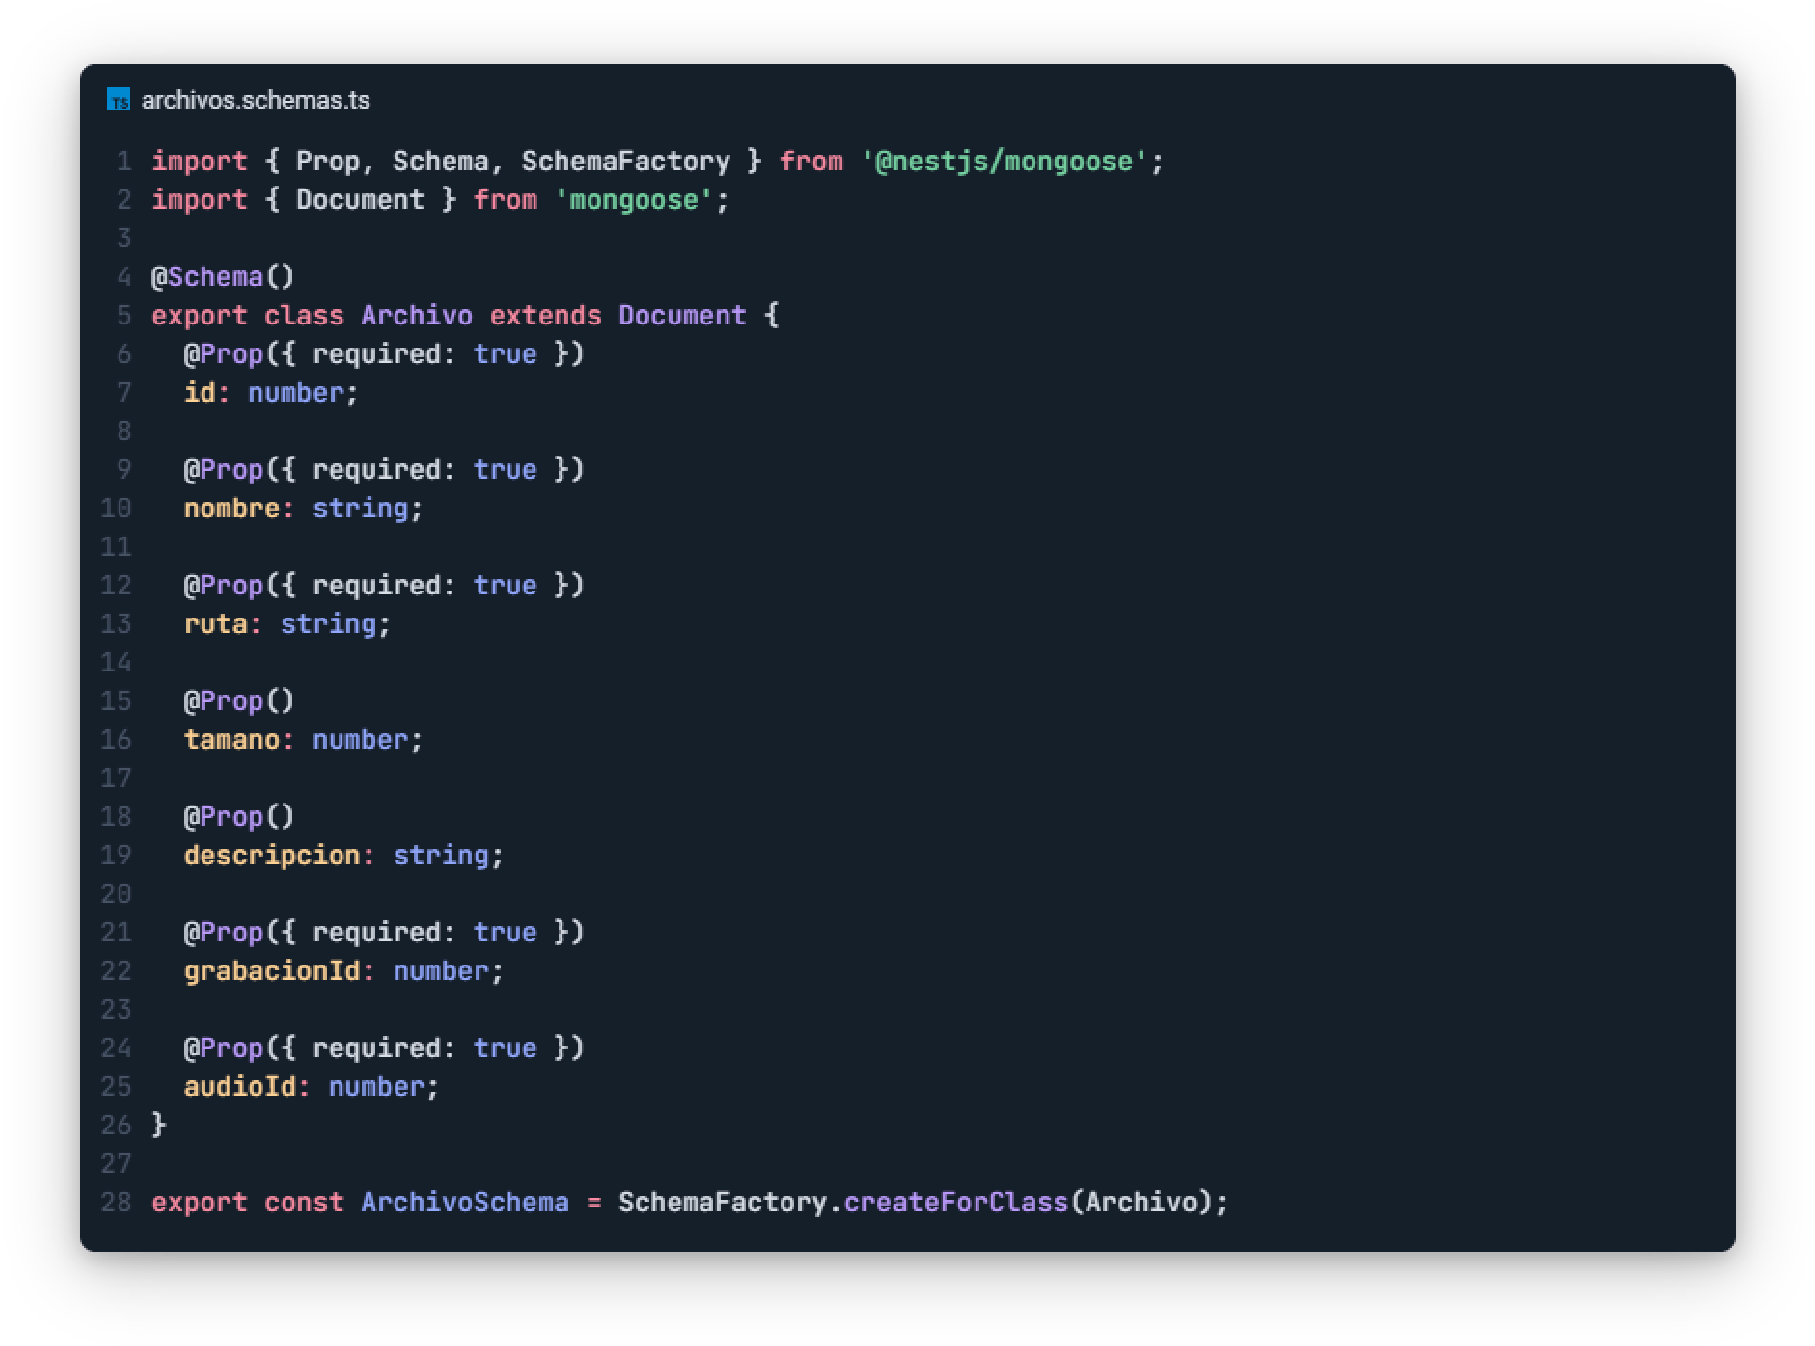 TS archivos.schemas.ts
1 import { Prop, Schema, SchemaFactory } from '@nestjs/mongoose';
2 import { Document } from 'mongoose';
3
4 @Schema()
5 export class Archivo extends Document {
6   @Prop({ required: true })
7   id: number;
8
9   @Prop({ required: true })
10   nombre: string;
11
12   @Prop({ required: true })
13   ruta: string;
14
15   @Prop()
16   tamano: number;
17
18   @Prop()
19   descripcion: string;
20
21   @Prop({ required: true })
22   grabacionId: number;
23
24   @Prop({ required: true })
25   audioId: number;
26 }
27
28 export const ArchivoSchema = SchemaFactory.createForClass(Archivo);